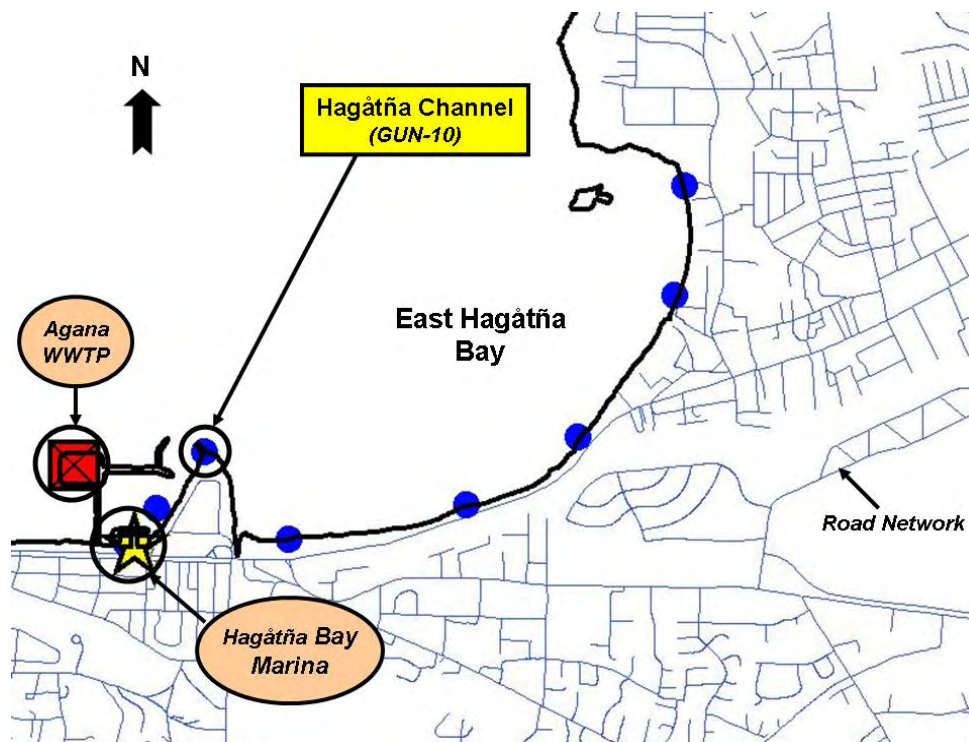 N
Hagåtña Channel
(GUN-10)
East Hagåtña
Bay
Agana
WWTP
Road Network
Hagåtña Bay
Marina